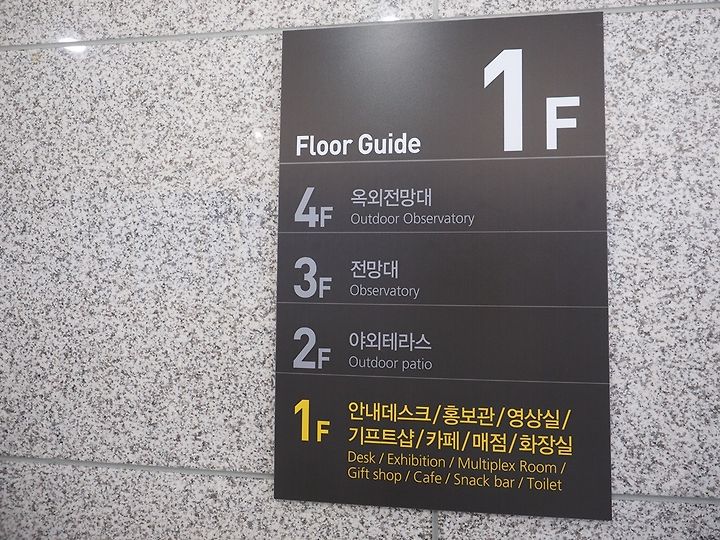 1F
Floor Guide
4F 옥외전망대
Outdoor Observatory
3F 전망대
Observatory
2F 야외테라스
Outdoor patio
1F 안내데스크/홍보관/영상실/
기프트샵/카페/매점/화장실
Desk / Exhibition / Multiplex Room /
Gift shop / Cafe / Snack bar / Toilet